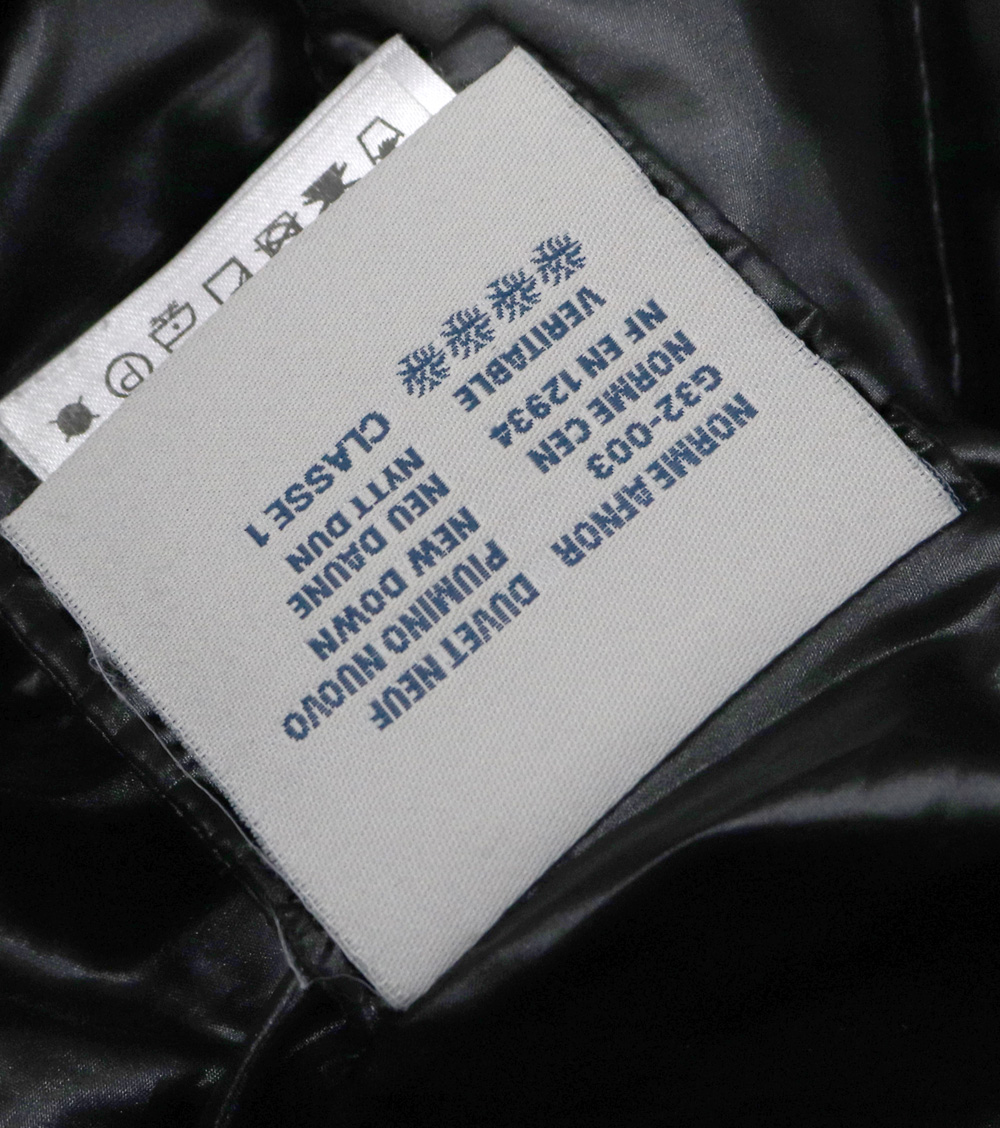 NORME AFNOR DUVET NEUF
G32-003 PIUMINO NUOVO
NORME CEN NEW DOWN
NF EN 12934 NEU DAUNE
VERITABLE NYTT DUN
CLASSE 1
P